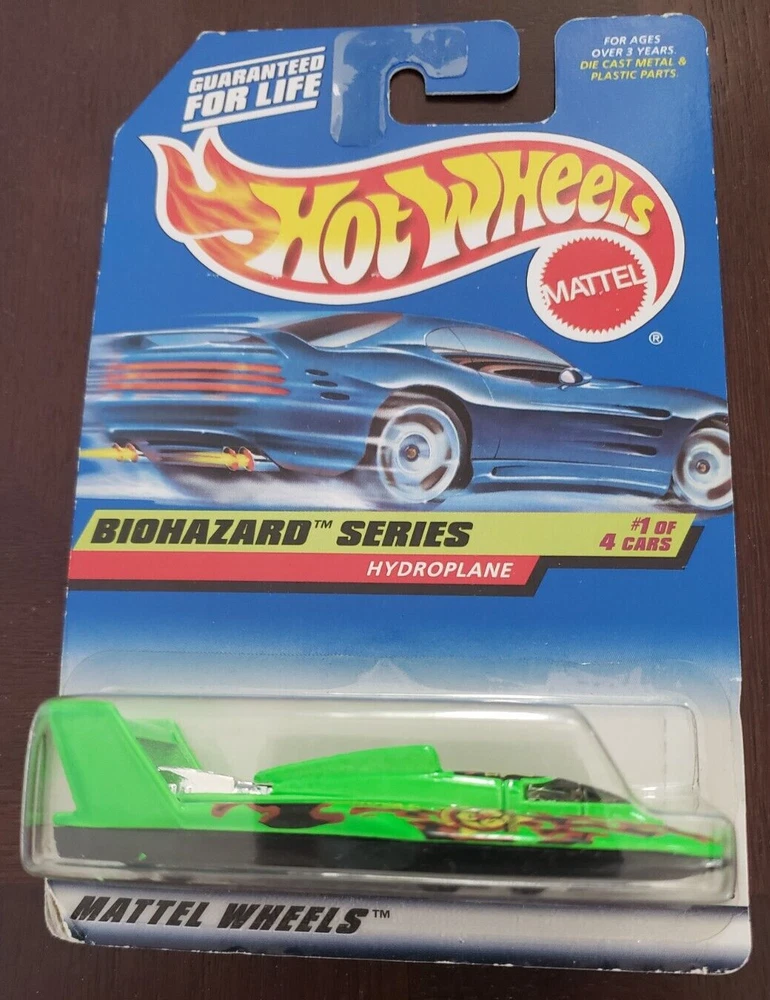 GUARANTEED
FOR LIFE
FOR AGES
OVER 3 YEARS.
DIE CAST METAL &
PLASTIC PARTS.
HOT WHEELS
MATTEL
®
BIOHAZARD™ SERIES
#1 OF
4 CARS
HYDROPLANE
MATTEL WHEELS™